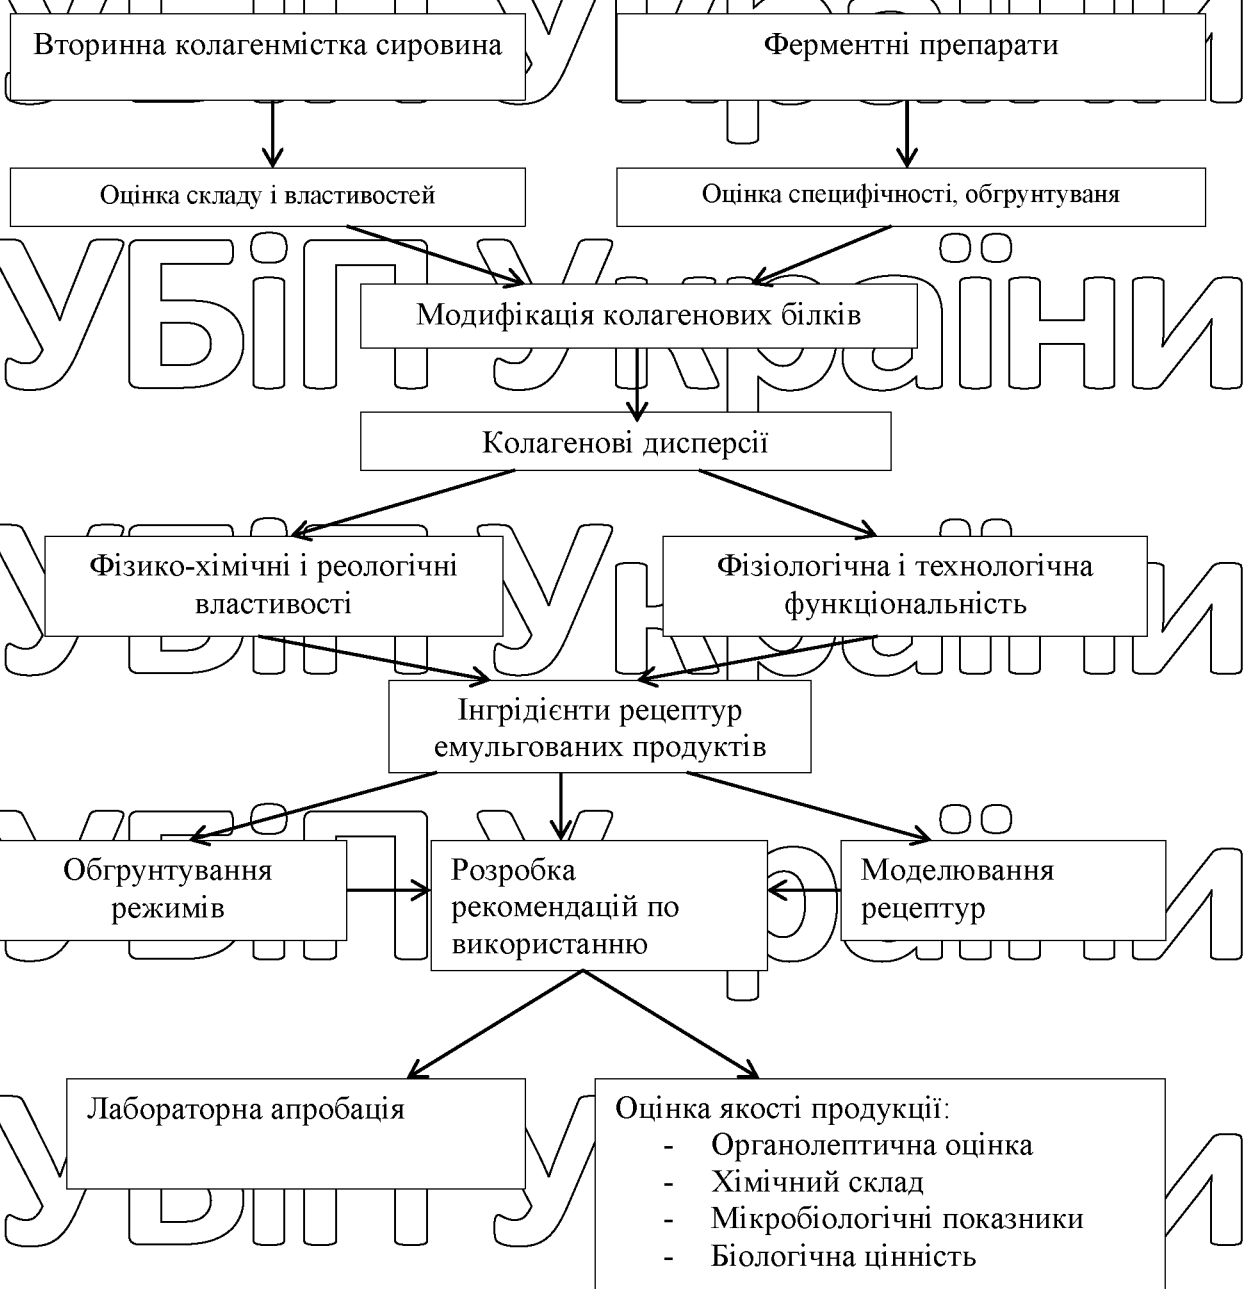 Вторинна колагенмістка сировина
Ферментні препарати
Оцінка складу і властивостей
Оцінка специфічності, обгрунтуваня
УБіП України
Модифікація колагенових білків
Колагенові дисперсії
УБіП України
Фізико-хімічні і реологічні
властивості
Фізіологічна і технологічна
функціональність
Інгрідієнти рецептур
емульгованих продуктів
Обгрунтування
режимів
Розробка
рекомендацій по
використанню
Моделювання
рецептур
Лабораторна апробація
Оцінка якості продукції:
- Органолептична оцінка
- Хімічний склад
- Мікробіологічні показники
- Біологічна цінність